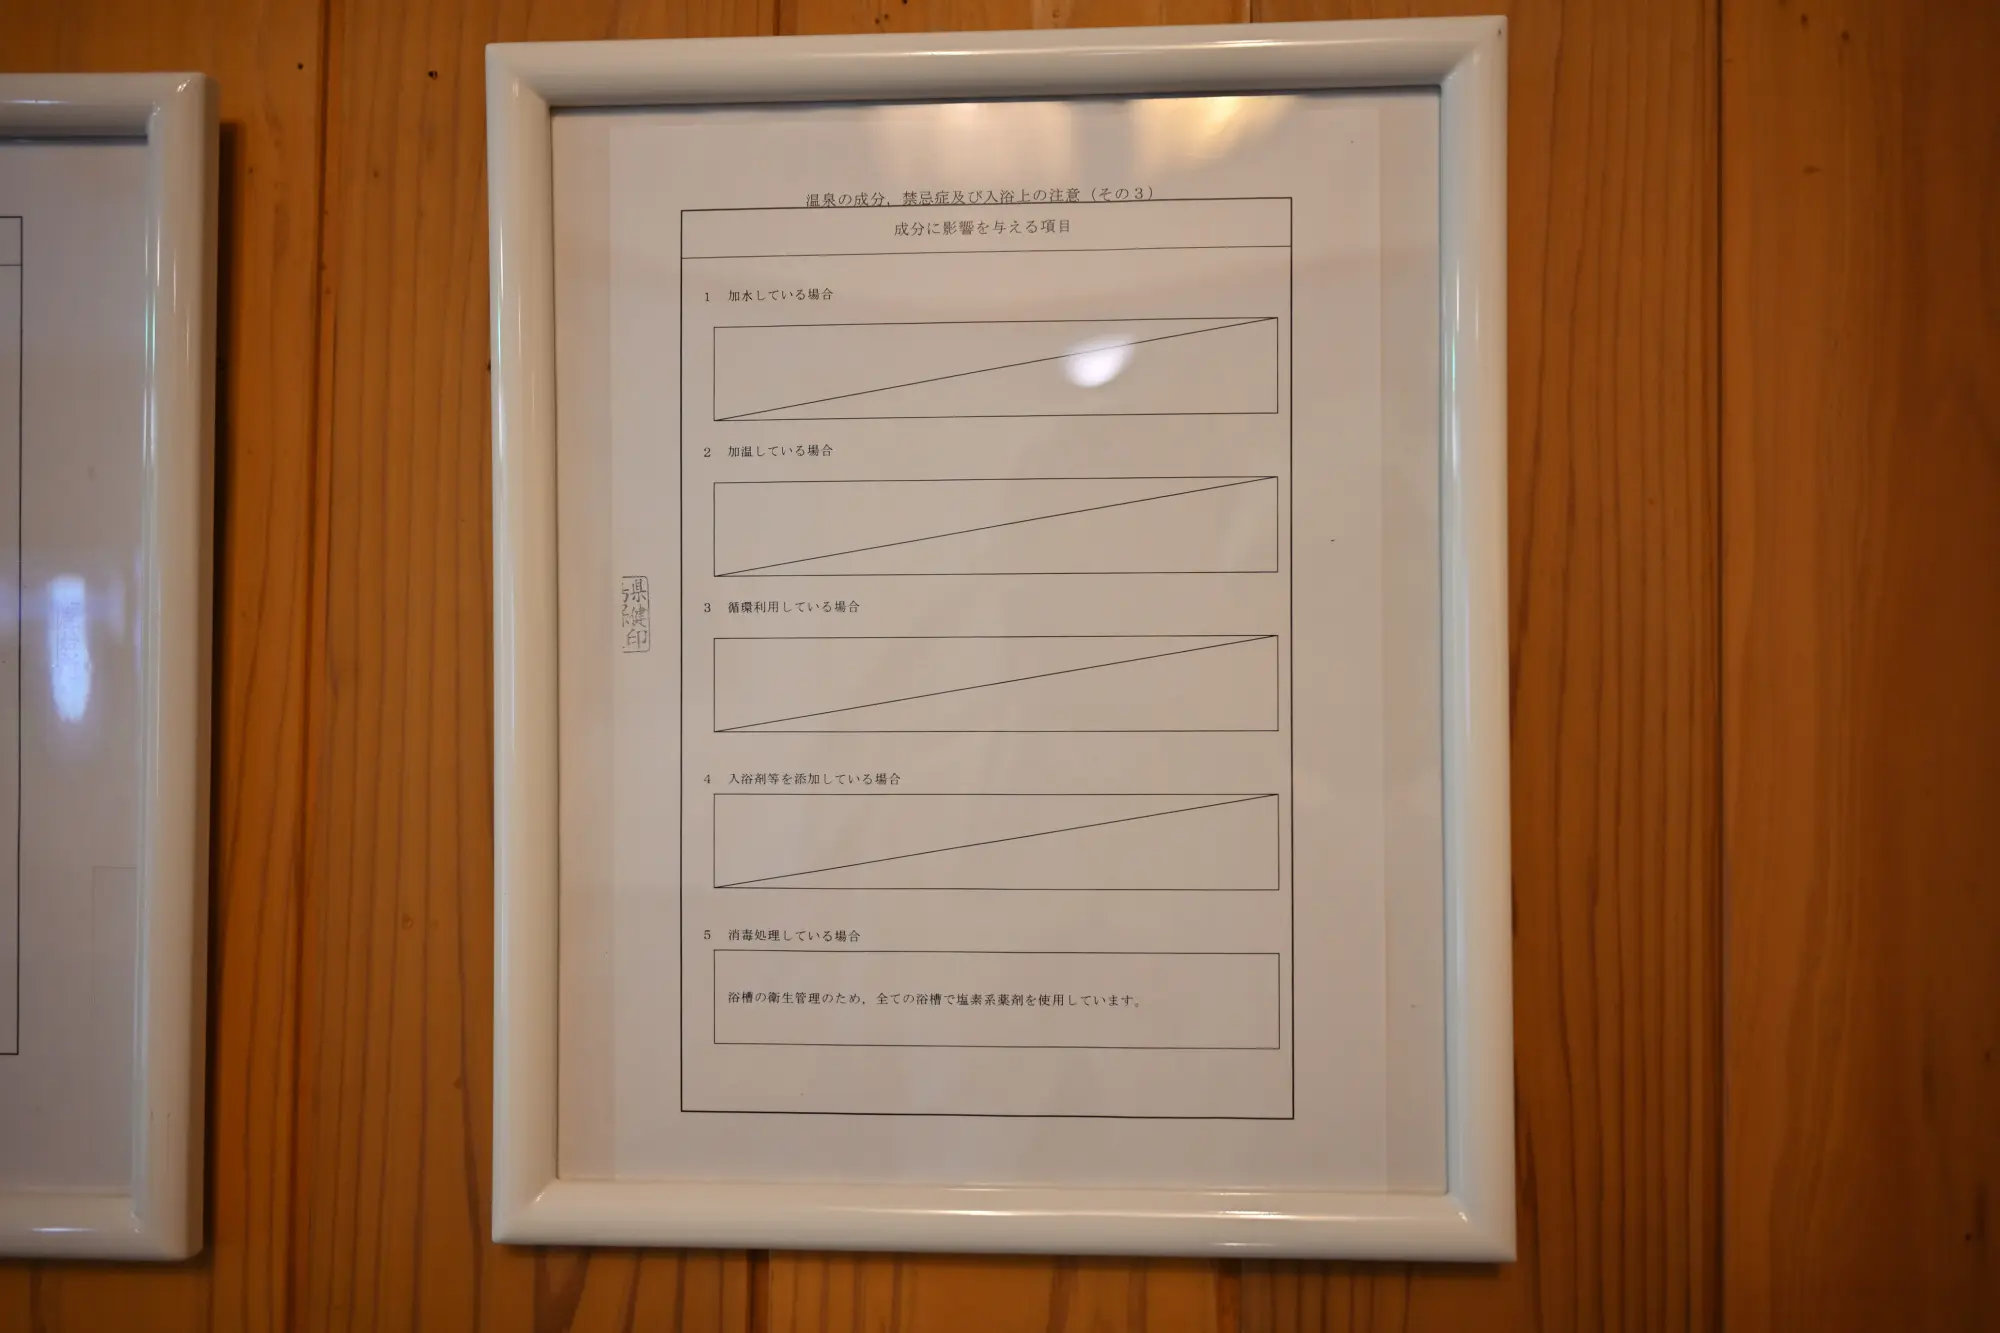 温泉の成分，禁忌症及び入浴上の注意（その３）
成分に影響を与える項目
1　加水している場合
2　加温している場合
3　循環利用している場合
4　入浴剤等を添加している場合
5　消毒処理している場合
浴槽の衛生管理のため，全ての浴槽で塩素系薬剤を使用しています。
県
健
印